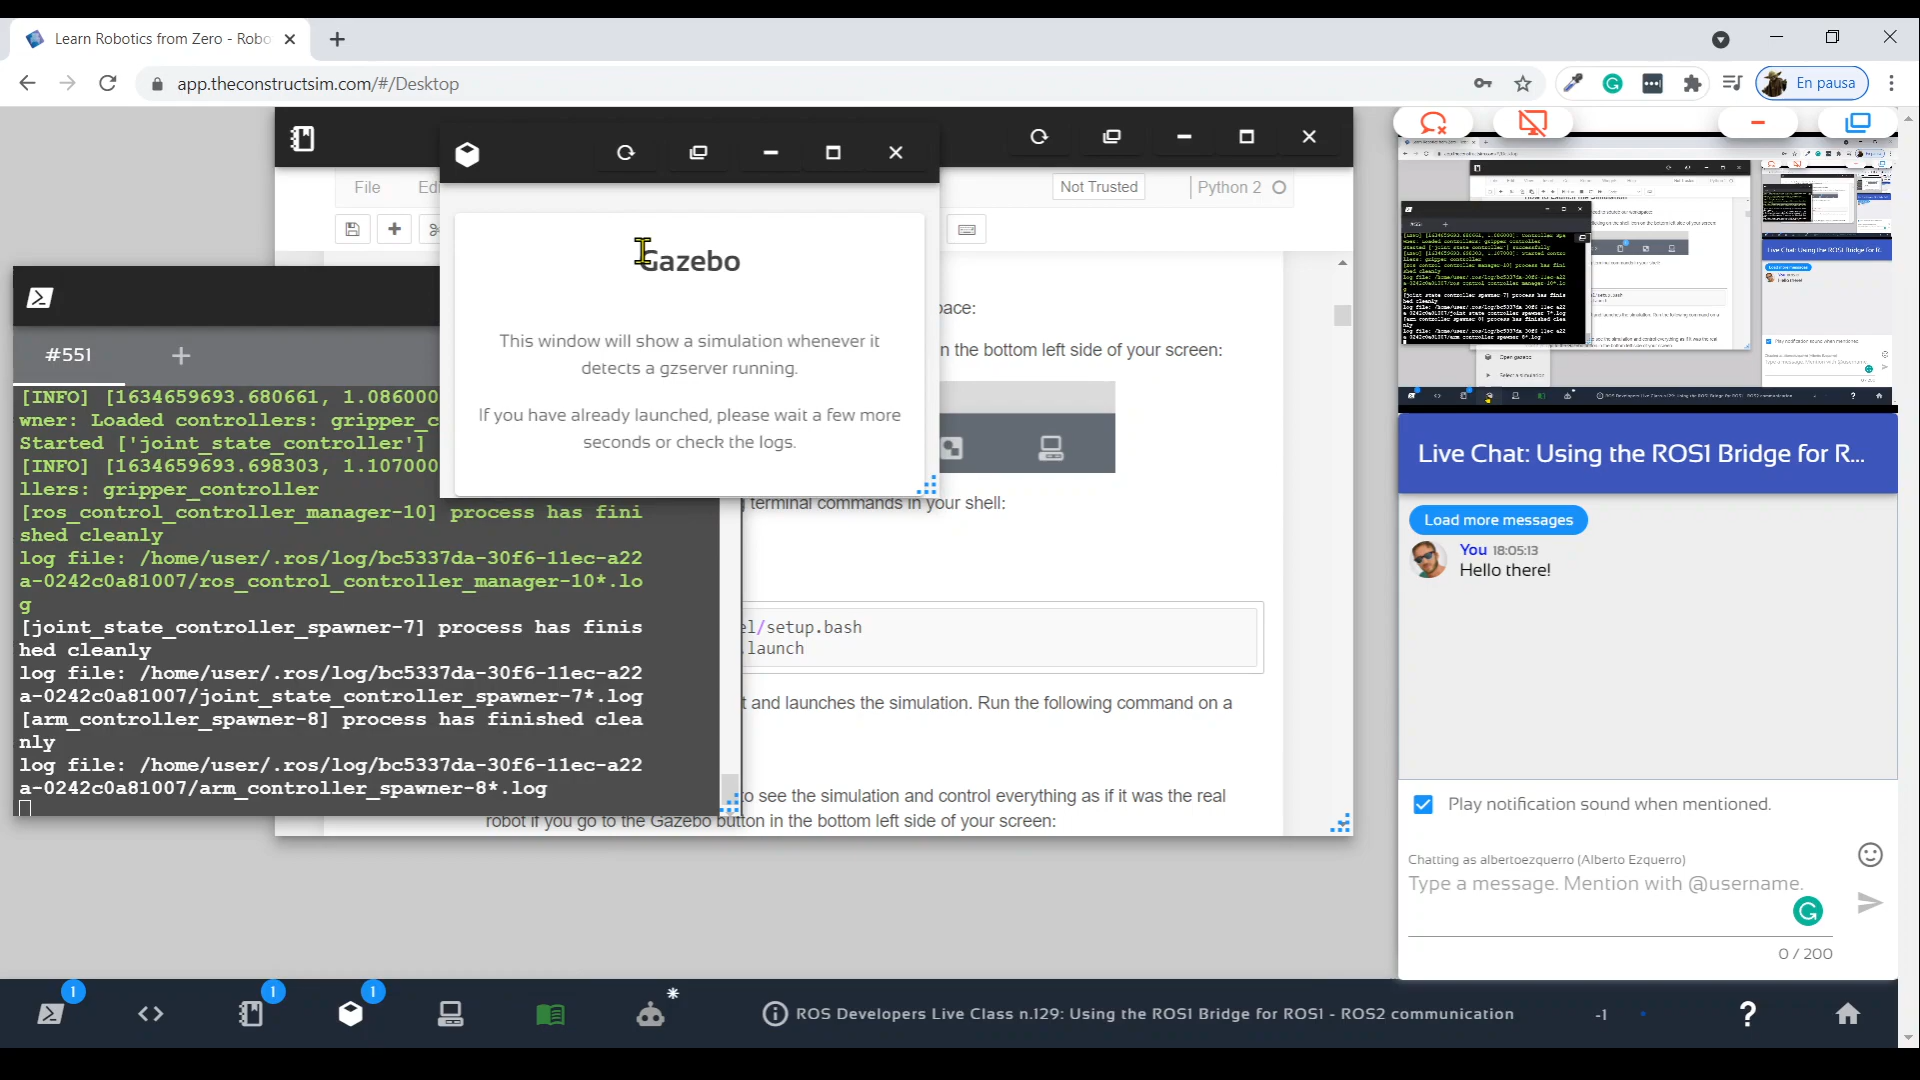 Learn Robotics from Zero - Robo
app.theconstructsim.com/#/Desktop
En pausa
File
Ed
Not Trusted
Python 2
Gazebo
This window will show a simulation whenever it
detects a gzserver running.
If you have already launched, please wait a few more
seconds or check the logs.
pace:
n the bottom left side of your screen:
terminal commands in your shell:
el/setup.bash
.launch
t and launches the simulation. Run the following command on a
to see the simulation and control everything as if it was the real
robot if you go to the Gazebo button in the bottom left side of your screen:
#551
[INFO] [1634659693.680661, 1.086000
wner: Loaded controllers: gripper_c
Started ['joint_state_controller']
[INFO] [1634659693.698303, 1.107000
llers: gripper_controller
[ros_control_controller_manager-10] process has fini
shed cleanly
log file: /home/user/.ros/log/bc5337da-30f6-11ec-a22
a-0242c0a81007/ros_control_controller_manager-10*.lo
g
[joint_state_controller_spawner-7] process has finis
hed cleanly
log file: /home/user/.ros/log/bc5337da-30f6-11ec-a22
a-0242c0a81007/joint_state_controller_spawner-7*.log
[arm_controller_spawner-8] process has finished clea
nly
log file: /home/user/.ros/log/bc5337da-30f6-11ec-a22
a-0242c0a81007/arm_controller_spawner-8*.log
Live Chat: Using the ROS1 Bridge for R...
Load more messages
You 18:05:13
Hello there!
Play notification sound when mentioned.
Chatting as albertoezquerro (Alberto Ezquerro)
Type a message. Mention with @username.
0 / 200
1
1
1
ROS Developers Live Class n.129: Using the ROS1 Bridge for ROS1 - ROS2 communication
-1
?